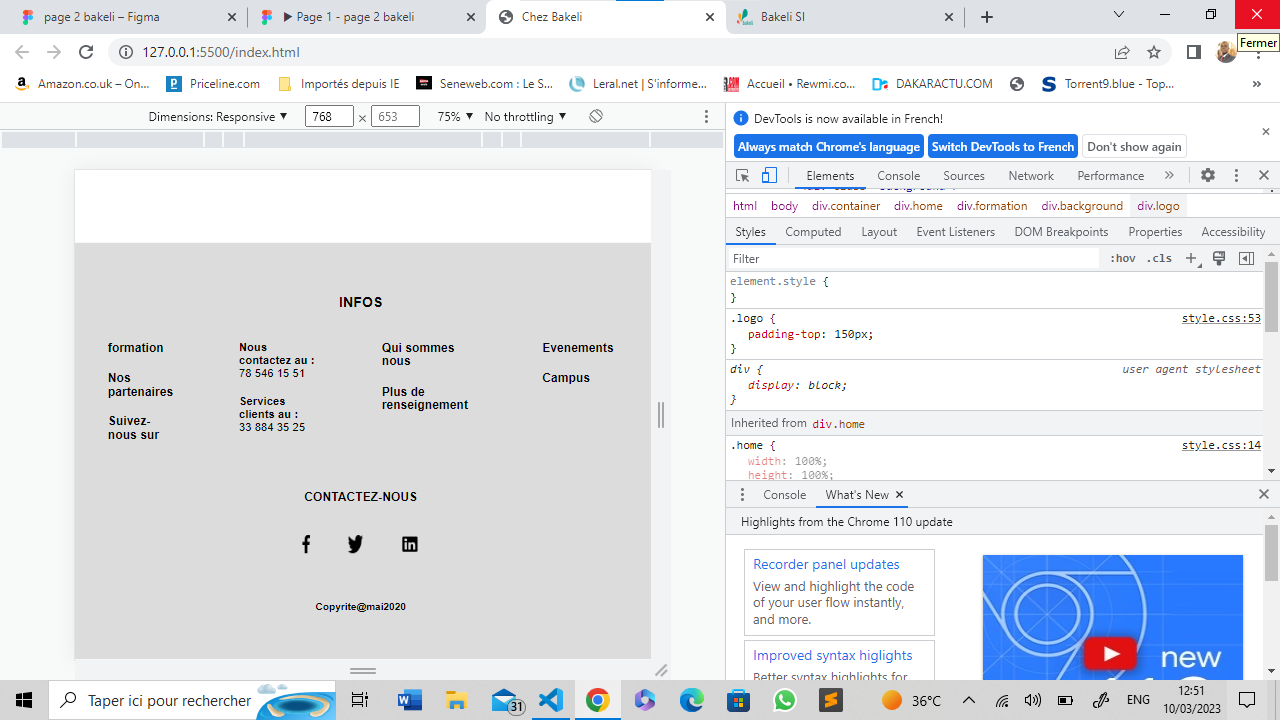 page 2 bakeli – Figma
▶ Page 1 - page 2 bakeli
Chez Bakeli
Bakeli SI
Fermer
127.0.0.1:5500/index.html
Amazon.co.uk – On...
Priceline.com
Importés depuis IE
Seneweb.com : Le S...
Leral.net | S'informe...
Accueil • Rewmi.co...
DAKARACTU.COM
Torrent9.blue - Top...
»
Dimensions: Responsive ▼ 768 × 653 75% ▼ No throttling ▼
DevTools is now available in French!
Always match Chrome's language
Switch DevTools to French
Don't show again
Elements Console Sources Network Performance »
html body div.container div.home div.formation div.background div.logo
Styles Computed Layout Event Listeners DOM Breakpoints Properties Accessibility
Filter :hov .cls
element.style {
}
.logo { style.css:53
padding-top: 150px;
}
div { user agent stylesheet
display: block;
}
Inherited from div.home
.home { style.css:14
width: 100%;
height: 100%;
Console What's New
Highlights from the Chrome 110 update
Recorder panel updates
View and highlight the code
of your user flow instantly,
and more.
Improved syntax higlights
Better syntax highlights for
new
INFOS
formation
Nos
partenaires
Suivez-
nous sur
Nous
contactez au :
78 546 15 51
Services
clients au :
33 884 35 25
Qui sommes
nous
Plus de
renseignement
Evenements
Campus
CONTACTEZ-NOUS
Copyrite@mai2020
Taper ici pour rechercher
31
36°C
ENG
12:51
10/03/2023